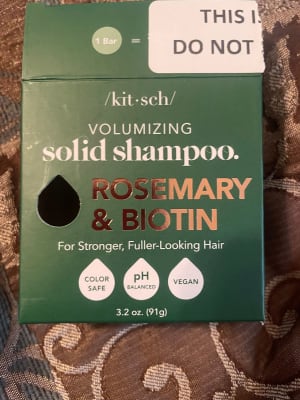 THIS I
1 Bar =
DO NOT
/kit·sch/
VOLUMIZING
solid shampoo.
ROSEMARY
& BIOTIN
For Stronger, Fuller-Looking Hair
COLOR
SAFE
pH
BALANCED
VEGAN
3.2 oz. (91g)